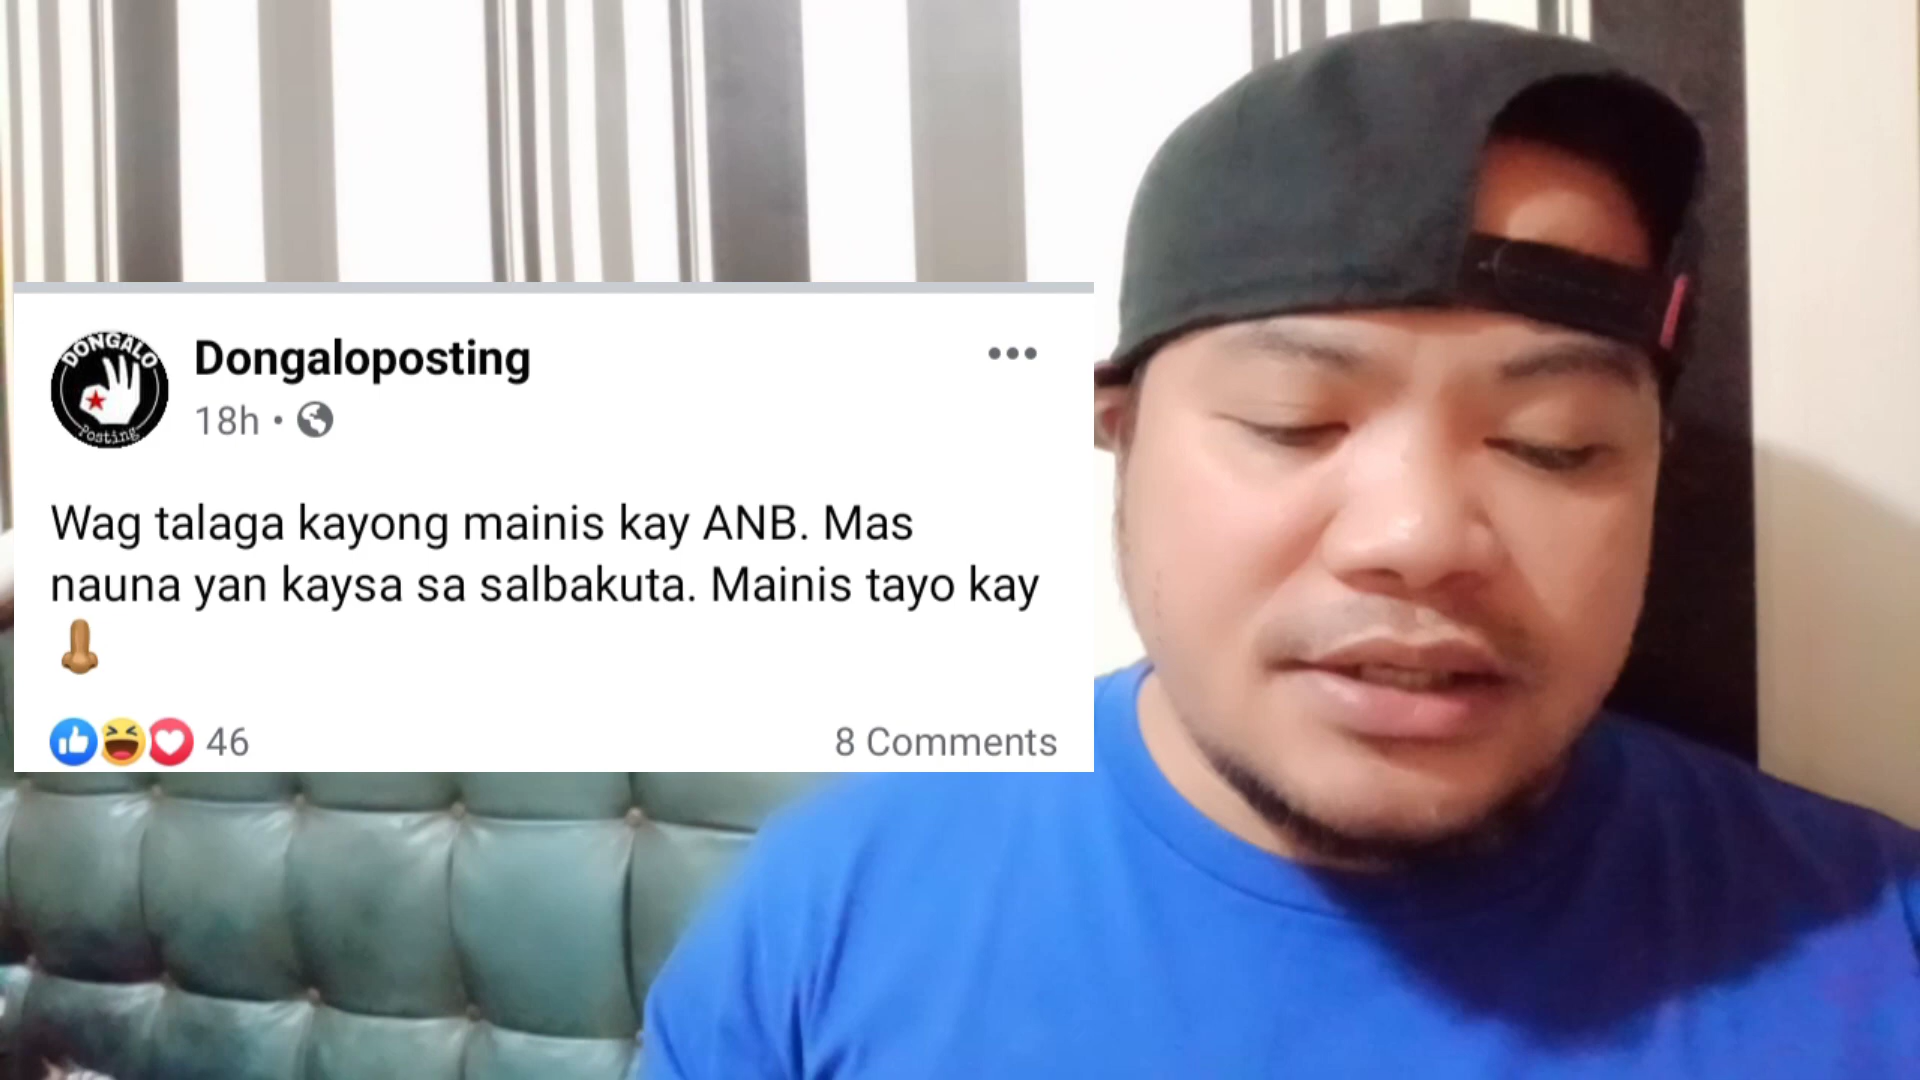 DONGALO
Posting
Dongaloposting
18h •
Wag talaga kayong mainis kay ANB. Mas
nauna yan kaysa sa salbakuta. Mainis tayo kay
👃🏾
46
8 Comments